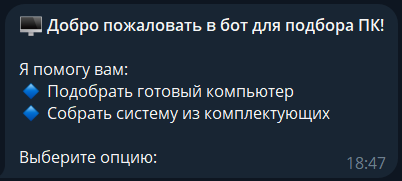 🖥️ Добро пожаловать в бот для подбора ПК!
Я помогу вам:
🔹 Подобрать готовый компьютер
🔹 Собрать систему из комплектующих
Выберите опцию:
18:47